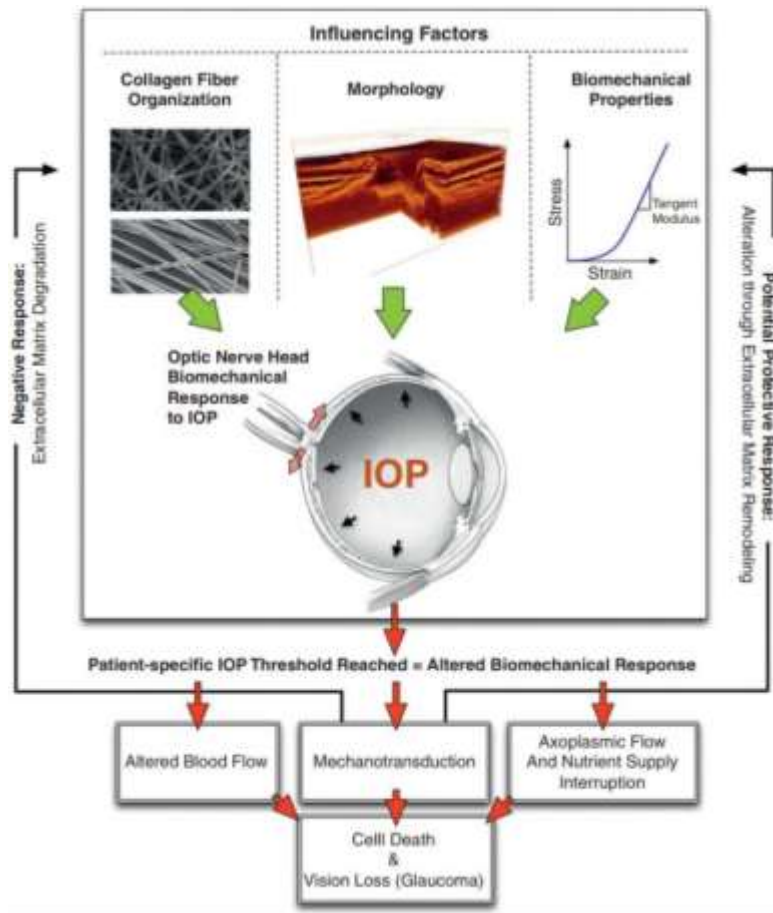 Influencing Factors
Collagen Fiber
Organization
Morphology
Biomechanical
Properties
Stress
Tangent
Modulus
Strain
Optic Nerve Head
Biomechanical
Response
to IOP
IOP
Negative Response:
Extracellular Matrix Degradation
Potential Protective Response:
Alteration through Extracellular Matrix Remodeling
Patient-specific IOP Threshold Reached = Altered Biomechanical Response
Altered Blood Flow
Mechanotransduction
Axoplasmic Flow
And Nutrient Supply
Interruption
Celll Death
&
Vision Loss (Glaucoma)